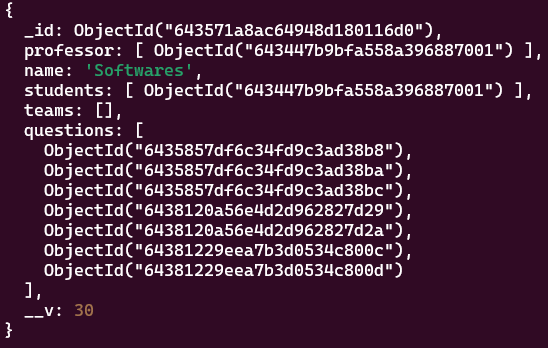 {
  _id: ObjectId("643571a8ac64948d180116d0"),
  professor: [ ObjectId("643447b9bfa558a396887001") ],
  name: 'Softwares',
  students: [ ObjectId("643447b9bfa558a396887001") ],
  teams: [],
  questions: [
    ObjectId("6435857df6c34fd9c3ad38b8"),
    ObjectId("6435857df6c34fd9c3ad38ba"),
    ObjectId("6435857df6c34fd9c3ad38bc"),
    ObjectId("6438120a56e4d2d962827d29"),
    ObjectId("6438120a56e4d2d962827d2a"),
    ObjectId("64381229eea7b3d0534c800c"),
    ObjectId("64381229eea7b3d0534c800d")
  ],
  __v: 30
}